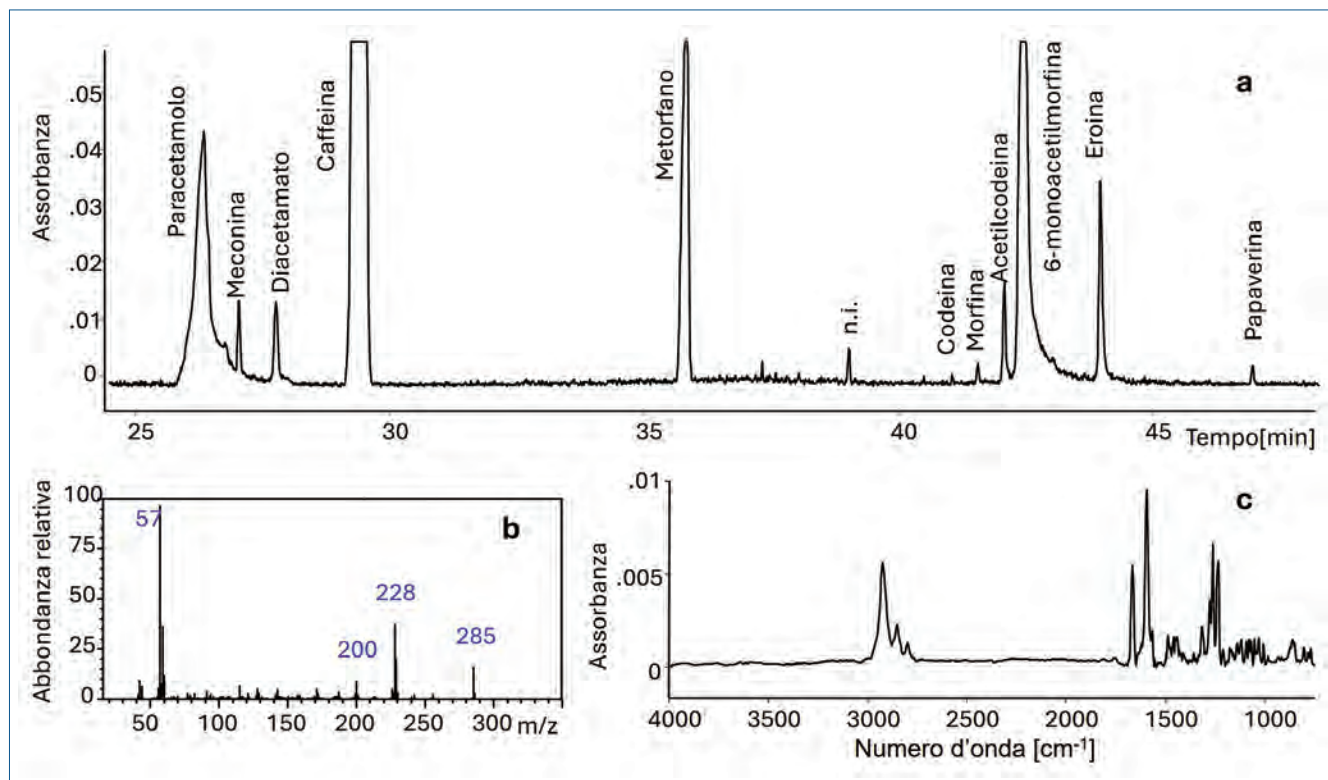 a
Assorbanza
.05
.04
.03
.02
.01
0
Paracetamolo
Meconina
Diacetamato
Caffeina
Metorfano
n.i.
Codeina
Morfina
Acetilcodeina
6-monoacetilmorfina
Eroina
Papaverina
25 30 35 40 45
Tempo[min]
b
Abbondanza relativa
100
75
50
25
0
57
200
228
285
50 100 150 200 250 300 m/z
c
Assorbanza
.01
.005
0
4000 3500 3000 2500 2000 1500 1000
Numero d'onda [cm-1]